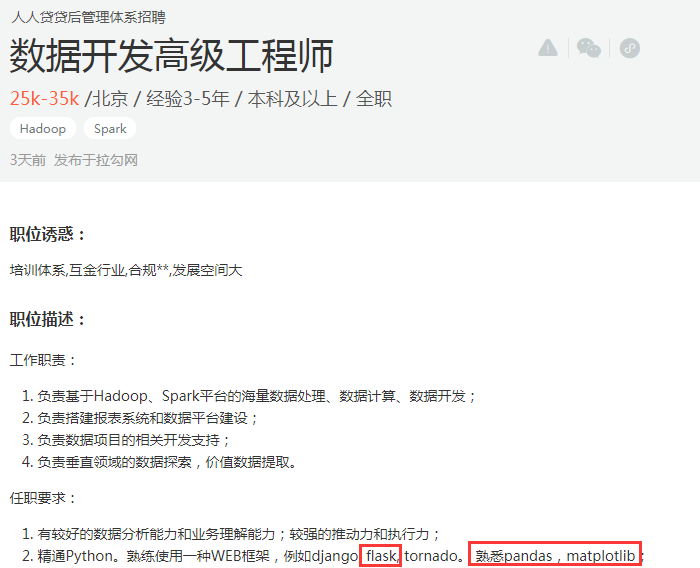 人人贷贷后管理体系招聘
数据开发高级工程师
25k-35k /北京 / 经验3-5年 / 本科及以上 / 全职
Hadoop Spark
3天前 发布于拉勾网
职位诱惑：
培训体系,互金行业,合规**,发展空间大
职位描述：
工作职责：
1. 负责基于Hadoop、Spark平台的海量数据处理、数据计算、数据开发；
2. 负责搭建报表系统和数据平台建设；
3. 负责数据项目的相关开发支持；
4. 负责垂直领域的数据探索，价值数据提取。
任职要求：
1. 有较好的数据分析能力和业务理解能力；较强的推动力和执行力；
2. 精通Python。熟练使用一种WEB框架，例如django, flask, tornado。 熟悉pandas，matplotlib；